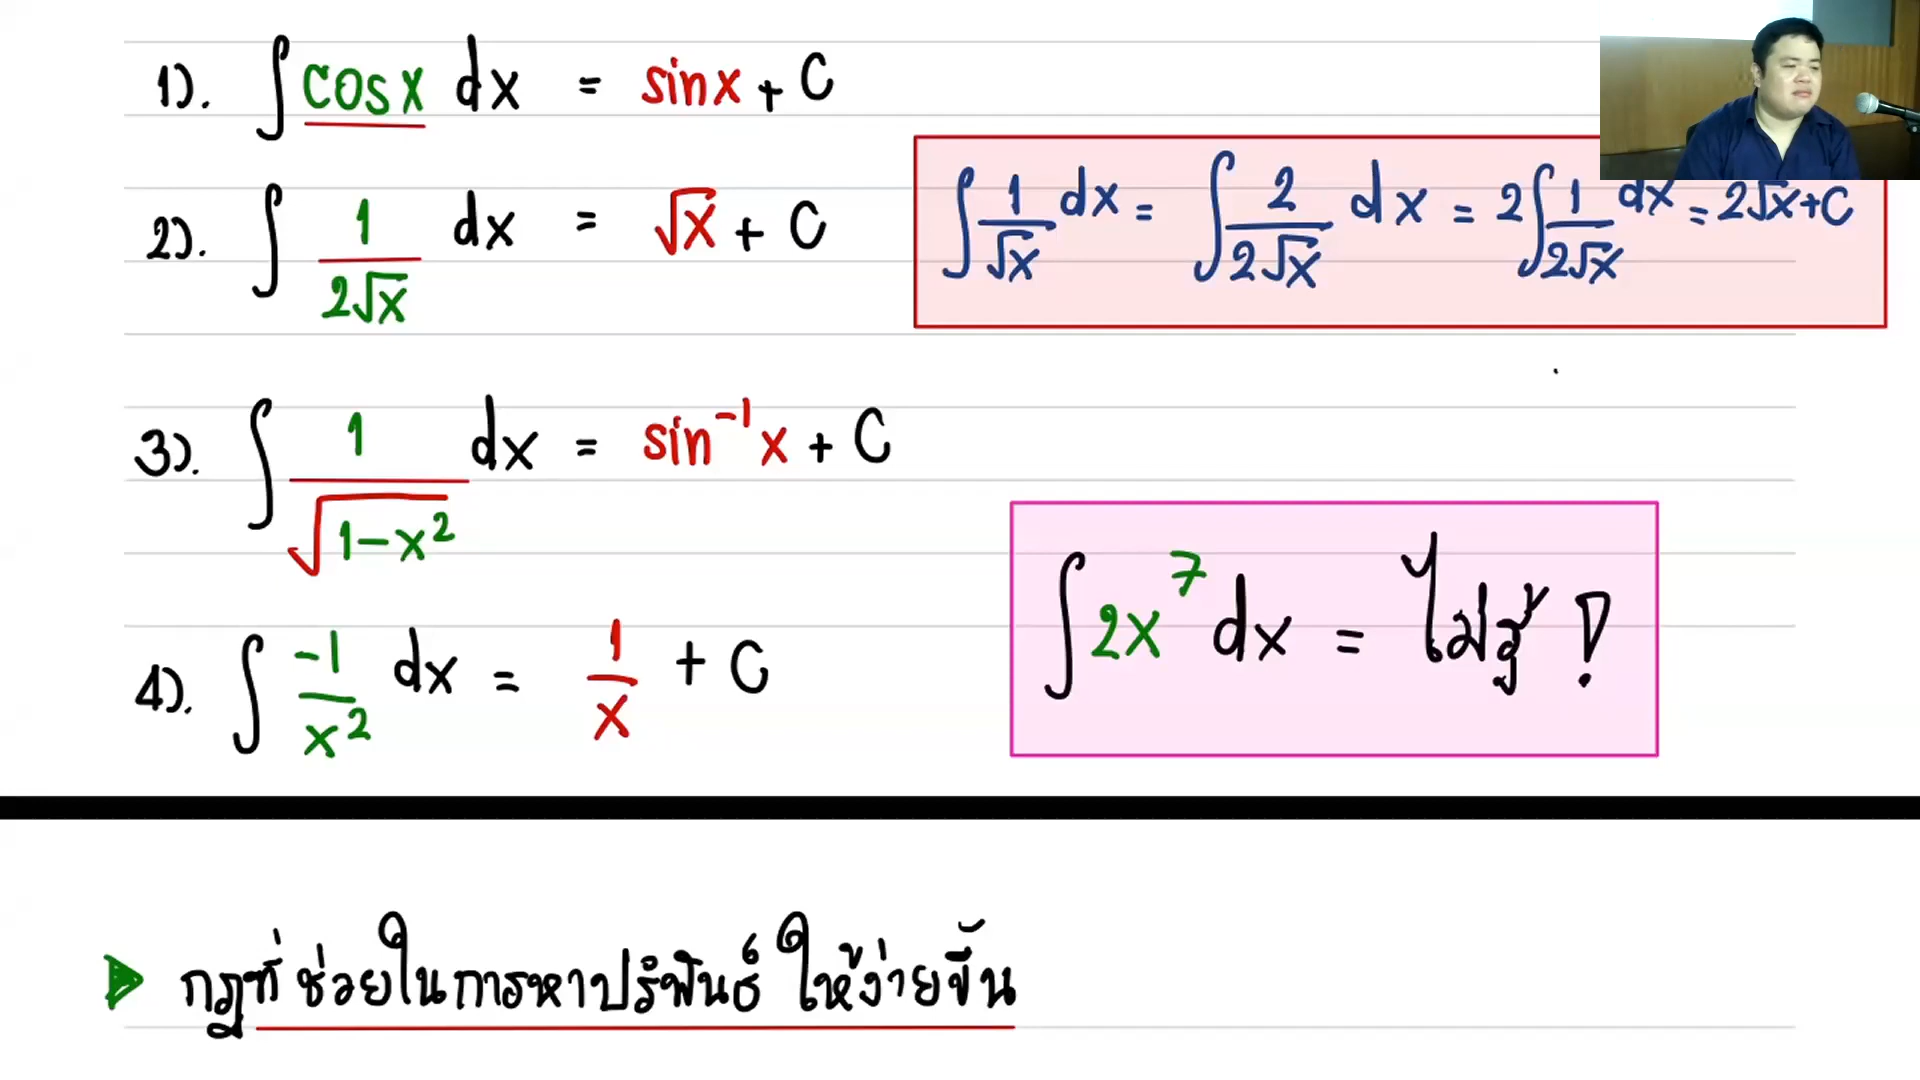 1). ∫ cos x dx = sin x + C
2). ∫ 1/(2√x) dx = √x + C
∫ 1/√x dx = ∫ 2/(2√x) dx = 2∫ 1/(2√x) dx = 2√x + C
3). ∫ 1/√(1-x²) dx = sin⁻¹x + C
4). ∫ -1/x² dx = 1/x + C
∫ 2x⁷ dx = ไม่รู้ !
กฎที่ ช่วยในการหาปริพันธ์ ให้ง่ายขึ้น